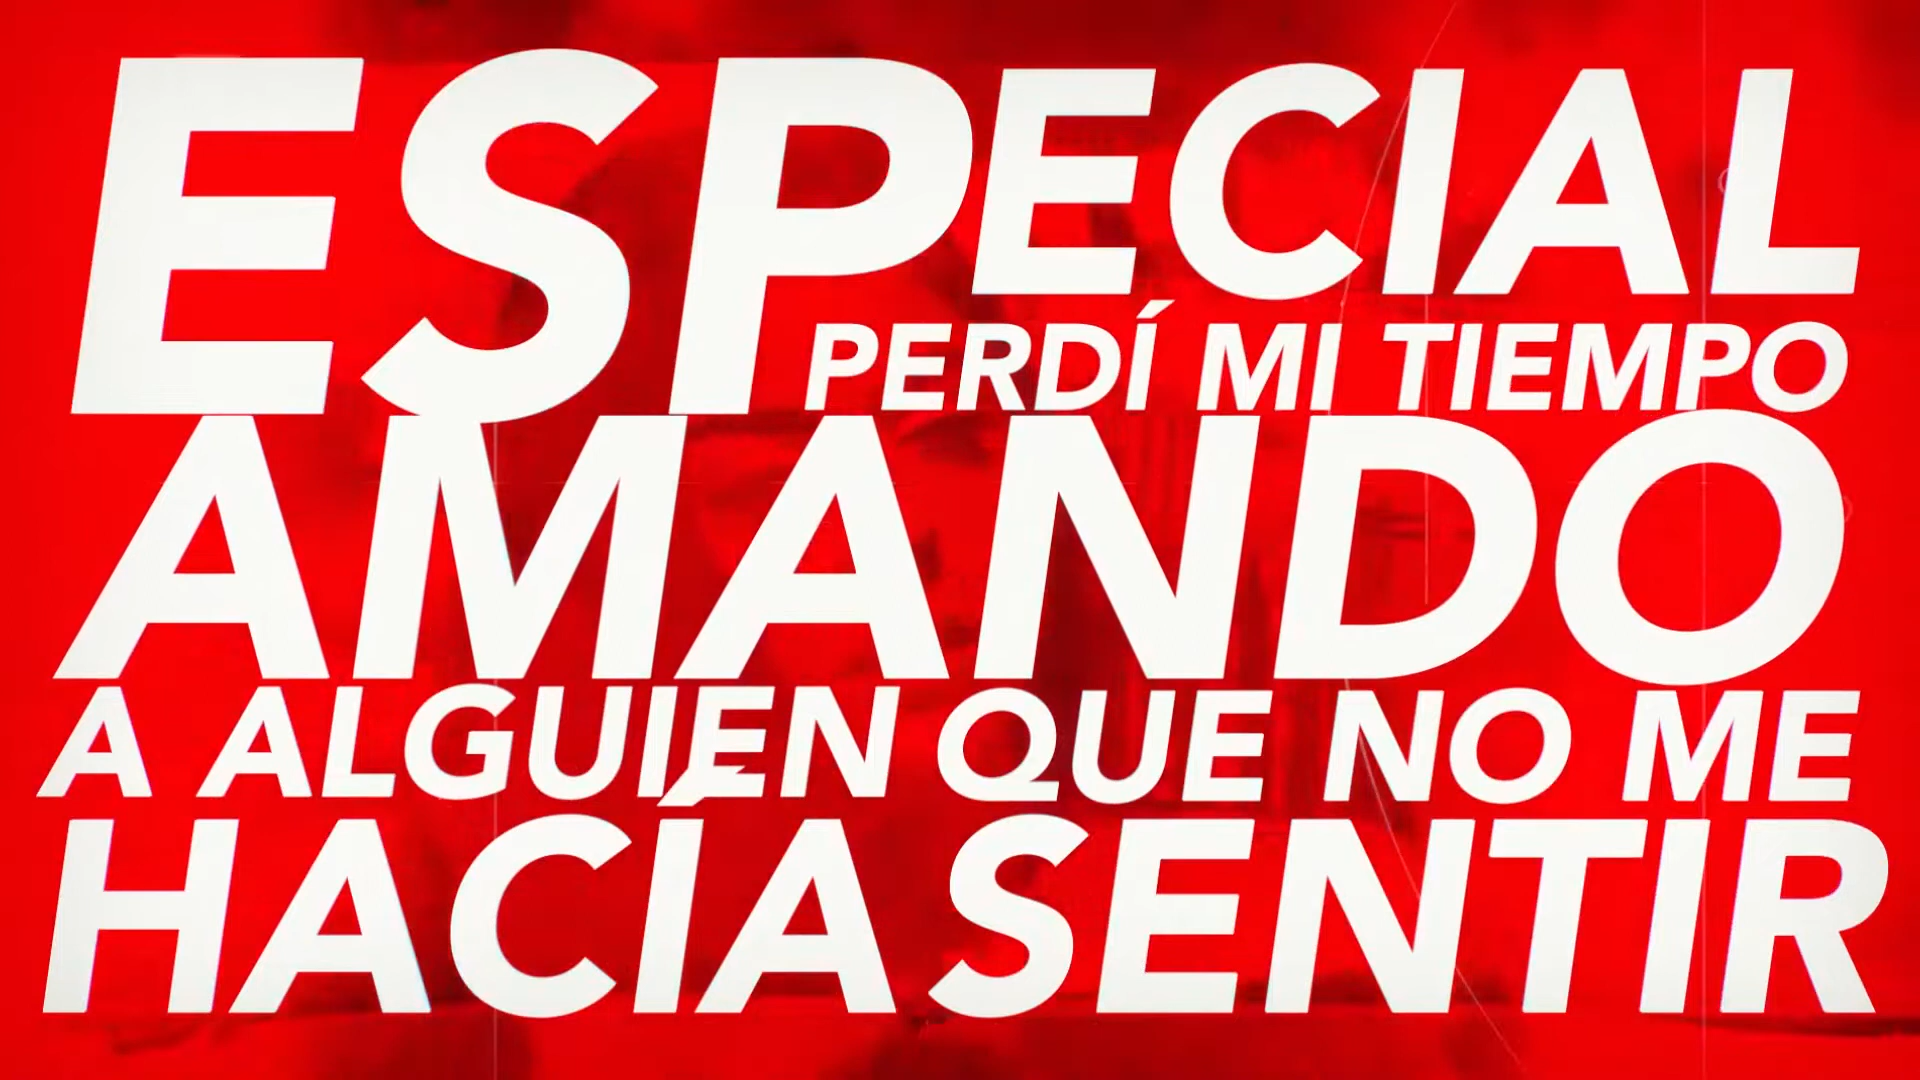 ESPECIAL
PERDÍ MI TIEMPO
AMANDO
A ALGUIEN QUE NO ME
HACÍA SENTIR